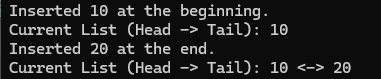 Inserted 10 at the beginning.
Current List (Head -> Tail): 10
Inserted 20 at the end.
Current List (Head -> Tail): 10 <-> 20